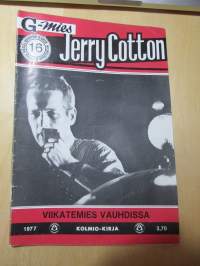 G-mies
16
Jerry Cotton
VIIKATEMIES VAUHDISSA
1977 KOLMIO-KIRJA 3,70